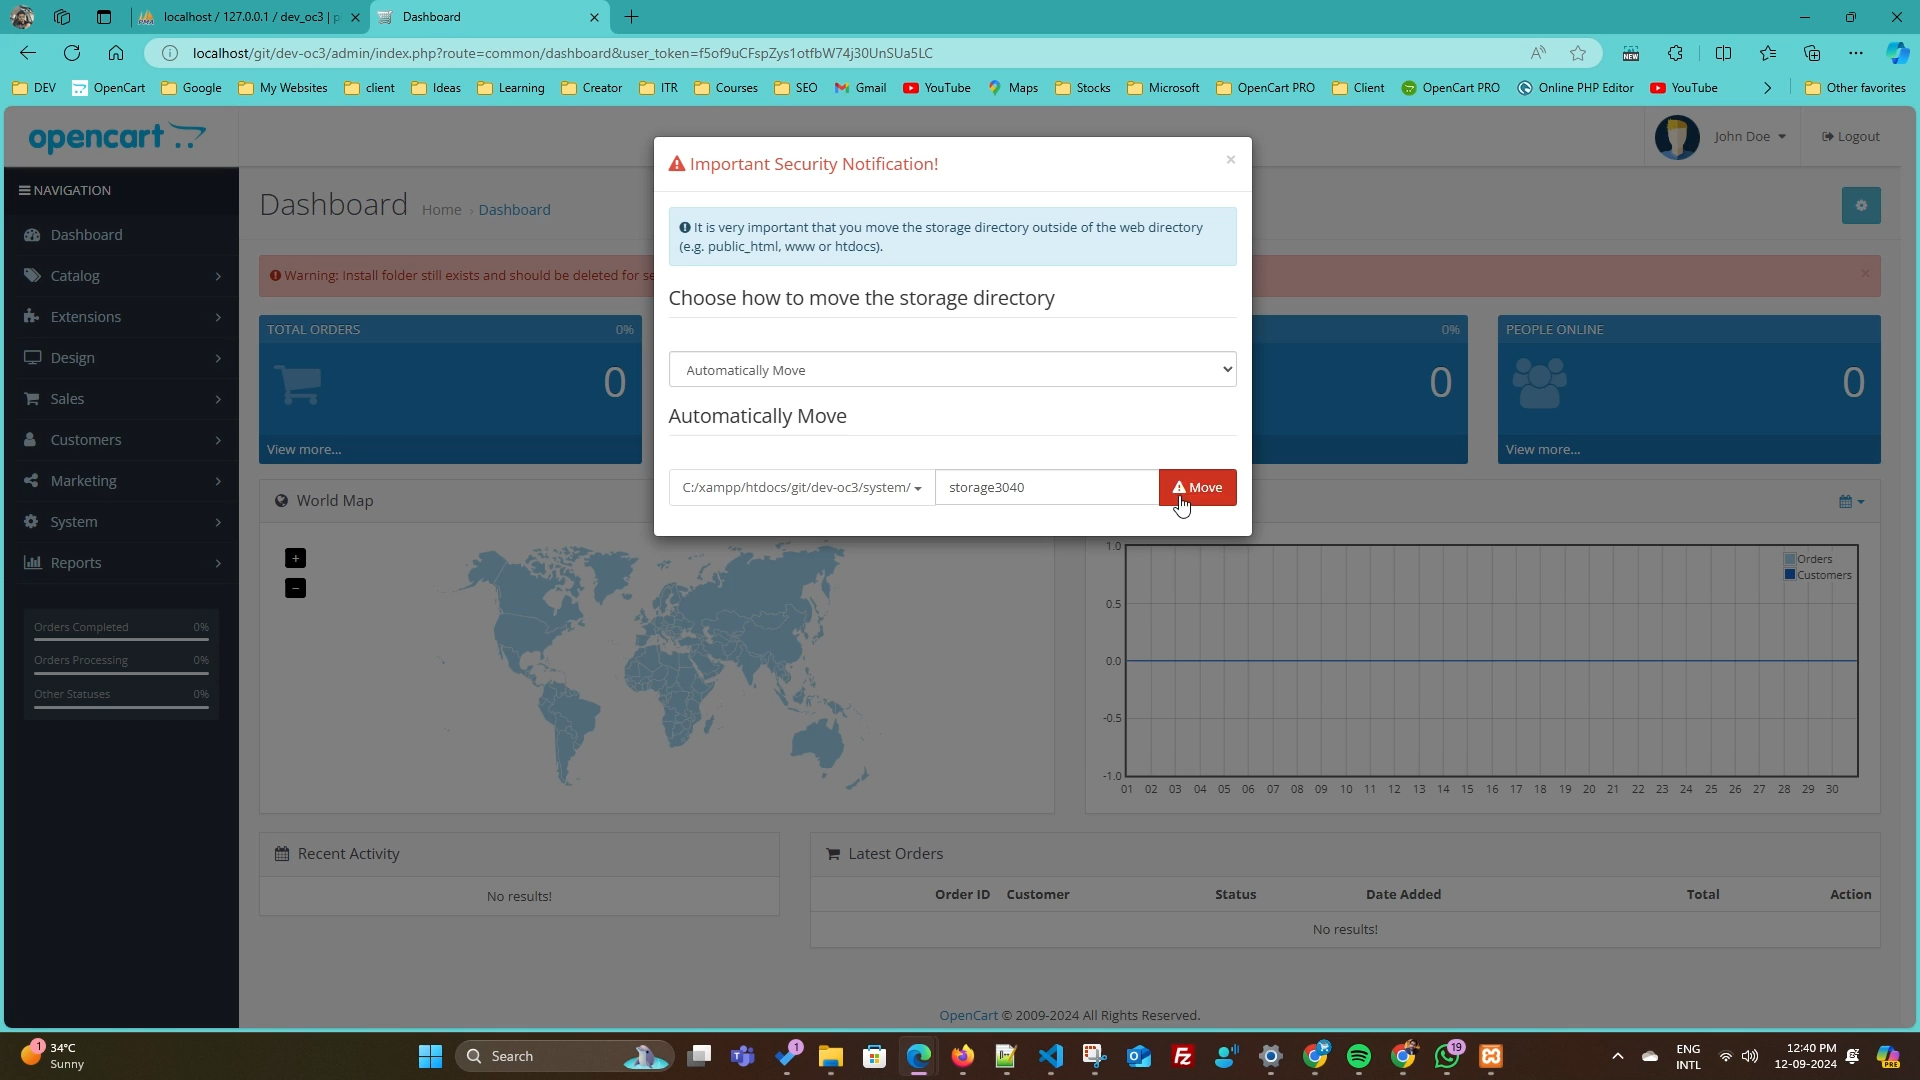 localhost / 127.0.0.1 / dev_oc3 | p
Dashboard
localhost/git/dev-oc3/admin/index.php?route=common/dashboard&user_token=f5of9uCFspZys1otfbW74j30UnSUa5LC
NEW
DEV OpenCart Google My Websites client Ideas Learning Creator ITR Courses SEO Gmail YouTube Maps Stocks Microsoft OpenCart PRO Client OpenCart PRO Online PHP Editor YouTube Other favorites
opencart
John Doe
Logout
Important Security Notification!
×
It is very important that you move the storage directory outside of the web directory
(e.g. public_html, www or htdocs).
Choose how to move the storage directory
Automatically Move
Automatically Move
C:/xampp/htdocs/git/dev-oc3/system/ storage3040 Move
NAVIGATION
Dashboard
Catalog
Extensions
Design
Sales
Customers
Marketing
System
Reports
Orders Completed 0%
Orders Processing 0%
Other Statuses 0%
Dashboard Home › Dashboard
Warning: Install folder still exists and should be deleted for se
TOTAL ORDERS 0%
0
View more...
0%
0
PEOPLE ONLINE
0
View more...
World Map
+
−
1.0
0.5
0.0
-0.5
-1.0
Orders
Customers
01 02 03 04 05 06 07 08 09 10 11 12 13 14 15 16 17 18 19 20 21 22 23 24 25 26 27 28 29 30
Recent Activity
No results!
Latest Orders
Order ID Customer Status Date Added Total Action
No results!
OpenCart © 2009-2024 All Rights Reserved.
1
34°C
Sunny
Search
1
19
ENG
INTL
12:40 PM
12-09-2024
PRE